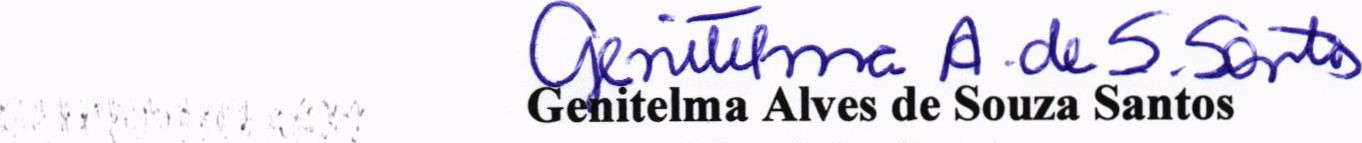 Genitelma A. de S. Santos
Genitelma Alves de Souza Santos